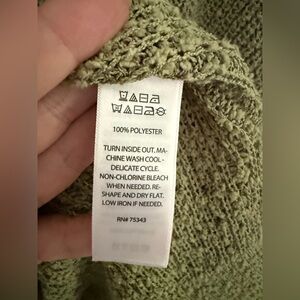 100% POLYESTER
TURN INSIDE OUT, MA-
CHINE WASH COOL -
DELICATE CYCLE.
NON-CHLORINE BLEACH
WHEN NEEDED. RE-
SHAPE AND DRY FLAT.
LOW IRON IF NEEDED.
RN# 75343